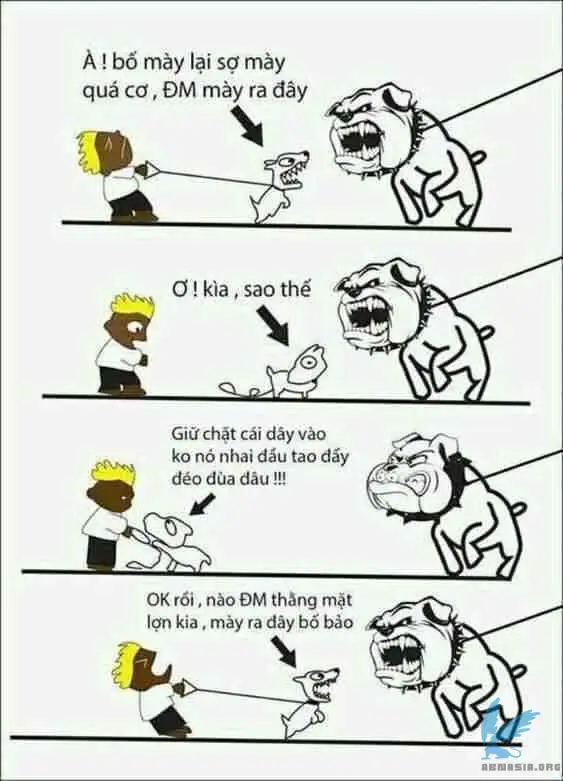 À ! bố mày lại sợ mày
quá cơ , ĐM mày ra đây
Ơ ! kìa , sao thế
Giữ chặt cái dây vào
ko nó nhai đầu tao đấy
đéo đùa đâu !!!
OK rồi , nào ĐM thằng mặt
lợn kia , mày ra đây bố bảo
ABMASIA.ORG